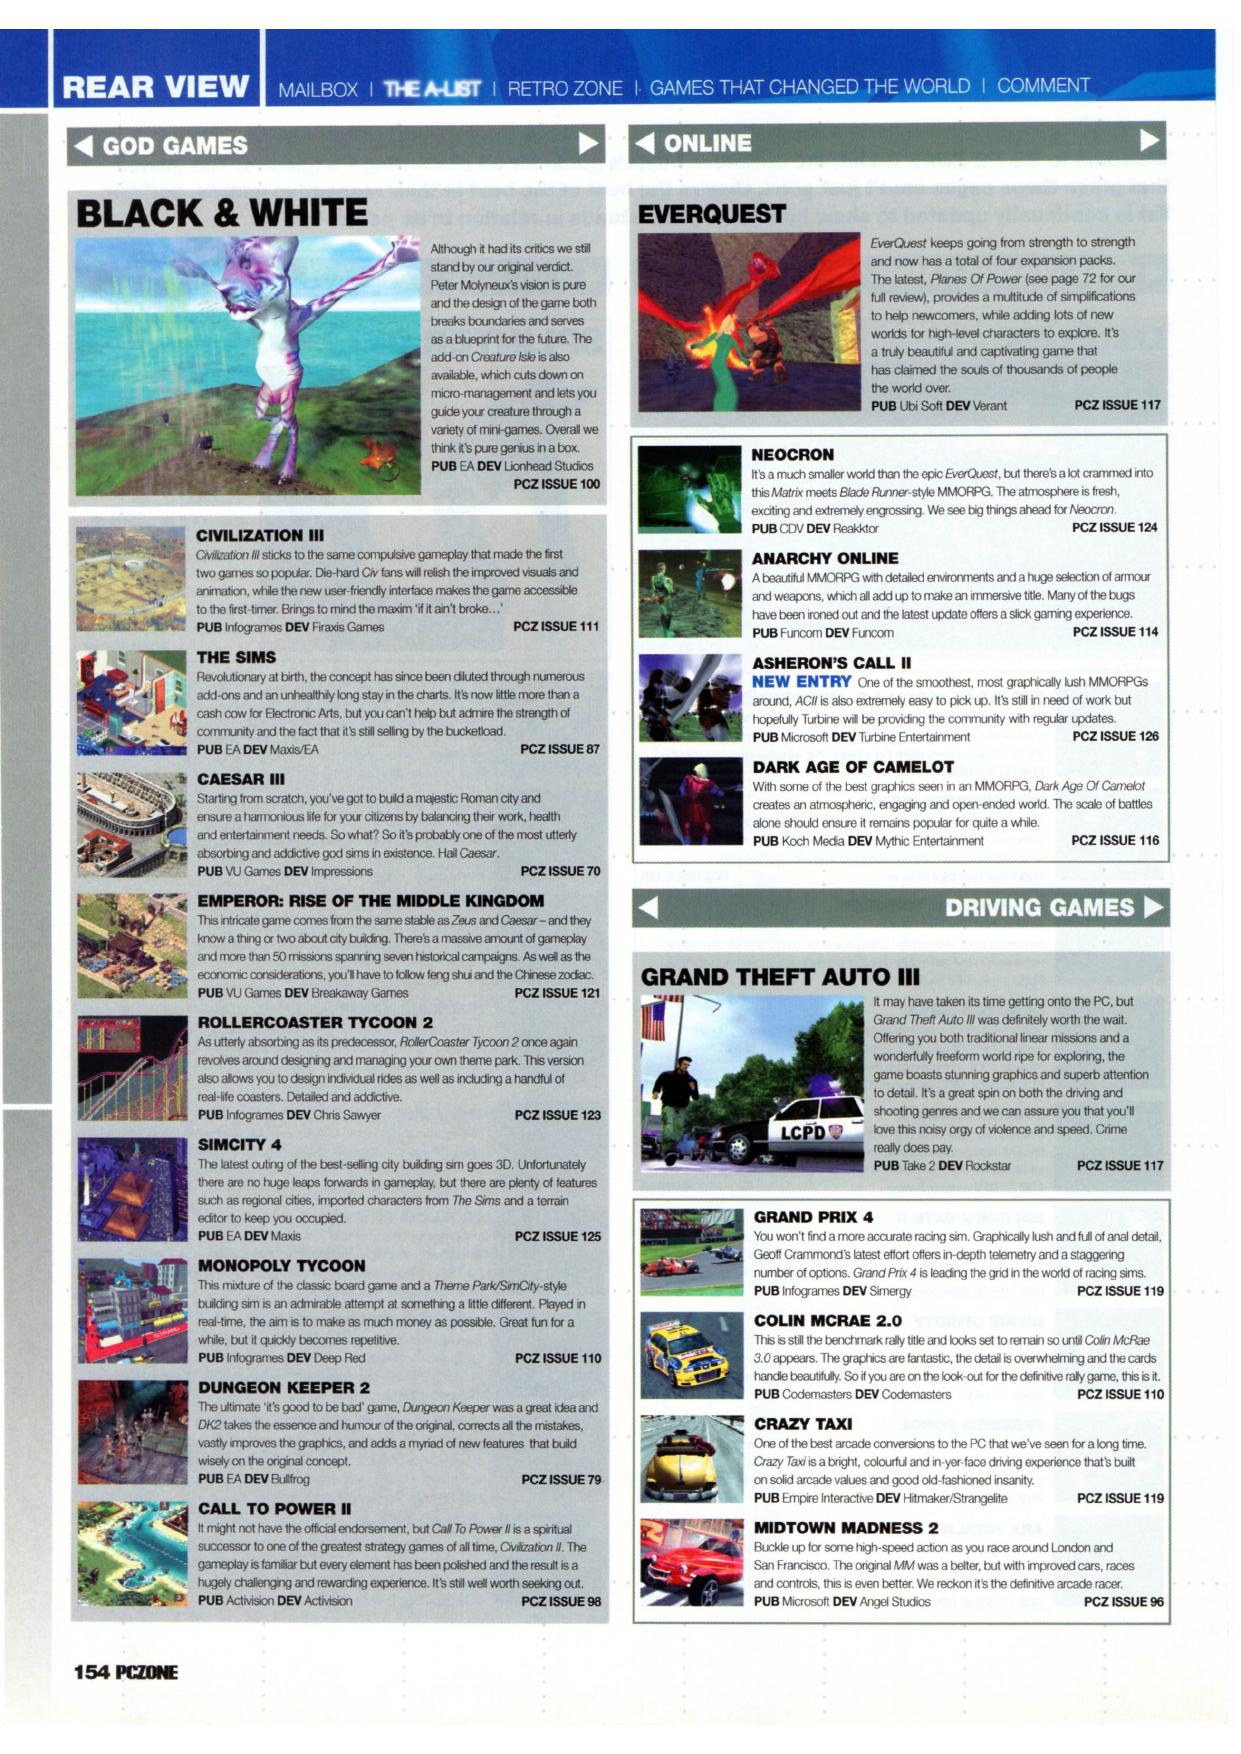 REAR VIEW
MAILBOX | THE A-LIST | RETRO ZONE | GAMES THAT CHANGED THE WORLD | COMMENT
GOD GAMES
BLACK & WHITE
Although it had its critics we still
stand by our original verdict.
Peter Molyneux's vision is pure
and the design of the game both
breaks boundaries and serves
as a blueprint for the future. The
add-on Creature Isle is also
available, which cuts down on
micro-management and lets you
guide your creature through a
variety of mini-games. Overall we
think it's pure genius in a box.
PUB EA DEV Lionhead Studios
PCZ ISSUE 100
CIVILIZATION III
Civilization III sticks to the same compulsive gameplay that made the first
two games so popular. Die-hard Civ fans will relish the improved visuals and
animation, while the new user-friendly interface makes the game accessible
to the first-timer. Brings to mind the maxim 'if it ain't broke...'
PUB Infogrames DEV Firaxis Games PCZ ISSUE 111
THE SIMS
Revolutionary at birth, the concept has since been diluted through numerous
add-ons and an unhealthily long stay in the charts. It's now little more than a
cash cow for Electronic Arts, but you can't help but admire the strength of
community and the fact that it's still selling by the bucketload.
PUB EA DEV Maxis/EA PCZ ISSUE 87
CAESAR III
Starting from scratch, you've got to build a majestic Roman city and
ensure a harmonious life for your citizens by balancing their work, health
and entertainment needs. So what? So it's probably one of the most utterly
absorbing and addictive god sims in existence. Hail Caesar.
PUB VU Games DEV Impressions PCZ ISSUE 70
EMPEROR: RISE OF THE MIDDLE KINGDOM
This intricate game comes from the same stable as Zeus and Caesar – and they
know a thing or two about city building. There's a massive amount of gameplay
and more than 50 missions spanning seven historical campaigns. As well as the
economic considerations, you'll have to follow feng shui and the Chinese zodiac.
PUB VU Games DEV Breakaway Games PCZ ISSUE 121
ROLLERCOASTER TYCOON 2
As utterly absorbing as its predecessor, RollerCoaster Tycoon 2 once again
revolves around designing and managing your own theme park. This version
also allows you to design individual rides as well as including a handful of
real-life coasters. Detailed and addictive.
PUB Infogrames DEV Chris Sawyer PCZ ISSUE 123
SIMCITY 4
The latest outing of the best-selling city building sim goes 3D. Unfortunately
there are no huge leaps forwards in gameplay, but there are plenty of features
such as regional cities, imported characters from The Sims and a terrain
editor to keep you occupied.
PUB EA DEV Maxis PCZ ISSUE 125
MONOPOLY TYCOON
This mixture of the classic board game and a Theme Park/SimCity-style
building sim is an admirable attempt at something a little different. Played in
real-time, the aim is to make as much money as possible. Great fun for a
while, but it quickly becomes repetitive.
PUB Infogrames DEV Deep Red PCZ ISSUE 110
DUNGEON KEEPER 2
The ultimate 'it's good to be bad' game, Dungeon Keeper was a great idea and
DK2 takes the essence and humour of the original, corrects all the mistakes,
vastly improves the graphics, and adds a myriad of new features that build
wisely on the original concept.
PUB EA DEV Bullfrog PCZ ISSUE 79
CALL TO POWER II
It might not have the official endorsement, but Call To Power II is a spiritual
successor to one of the greatest strategy games of all time, Civilization II. The
gameplay is familiar but every element has been polished and the result is a
hugely challenging and rewarding experience. It's still well worth seeking out.
PUB Activision DEV Activision PCZ ISSUE 98
ONLINE
EVERQUEST
EverQuest keeps going from strength to strength
and now has a total of four expansion packs.
The latest, Planes Of Power (see page 72 for our
full review), provides a multitude of simplifications
to help newcomers, while adding lots of new
worlds for high-level characters to explore. It's
a truly beautiful and captivating game that
has claimed the souls of thousands of people
the world over.
PUB Ubi Soft DEV Verant PCZ ISSUE 117
NEOCRON
It's a much smaller world than the epic EverQuest, but there's a lot crammed into
this Matrix meets Blade Runner-style MMORPG. The atmosphere is fresh,
exciting and extremely engrossing. We see big things ahead for Neocron.
PUB CDV DEV Reakktor PCZ ISSUE 124
ANARCHY ONLINE
A beautiful MMORPG with detailed environments and a huge selection of armour
and weapons, which all add up to make an immersive title. Many of the bugs
have been ironed out and the latest update offers a slick gaming experience.
PUB Funcom DEV Funcom PCZ ISSUE 114
ASHERON'S CALL II
NEW ENTRY One of the smoothest, most graphically lush MMORPGs
around, ACII is also extremely easy to pick up. It's still in need of work but
hopefully Turbine will be providing the community with regular updates.
PUB Microsoft DEV Turbine Entertainment PCZ ISSUE 126
DARK AGE OF CAMELOT
With some of the best graphics seen in an MMORPG, Dark Age Of Camelot
creates an atmospheric, engaging and open-ended world. The scale of battles
alone should ensure it remains popular for quite a while.
PUB Koch Media DEV Mythic Entertainment PCZ ISSUE 116
DRIVING GAMES
GRAND THEFT AUTO III
LCPD
It may have taken its time getting onto the PC, but
Grand Theft Auto III was definitely worth the wait.
Offering you both traditional linear missions and a
wonderfully freeform world ripe for exploring, the
game boasts stunning graphics and superb attention
to detail. It's a great spin on both the driving and
shooting genres and we can assure you that you'll
love this noisy orgy of violence and speed. Crime
really does pay.
PUB Take 2 DEV Rockstar PCZ ISSUE 117
GRAND PRIX 4
You won't find a more accurate racing sim. Graphically lush and full of anal detail,
Geoff Crammond's latest effort offers in-depth telemetry and a staggering
number of options. Grand Prix 4 is leading the grid in the world of racing sims.
PUB Infogrames DEV Simergy PCZ ISSUE 119
COLIN MCRAE 2.0
This is still the benchmark rally title and looks set to remain so until Colin McRae
3.0 appears. The graphics are fantastic, the detail is overwhelming and the cards
handle beautifully. So if you are on the look-out for the definitive rally game, this is it.
PUB Codemasters DEV Codemasters PCZ ISSUE 110
CRAZY TAXI
One of the best arcade conversions to the PC that we've seen for a long time.
Crazy Taxi is a bright, colourful and in-yer-face driving experience that's built
on solid arcade values and good old-fashioned insanity.
PUB Empire Interactive DEV Hitmaker/Strangelite PCZ ISSUE 119
MIDTOWN MADNESS 2
Buckle up for some high-speed action as you race around London and
San Francisco. The original MM was a belter, but with improved cars, races
and controls, this is even better. We reckon it's the definitive arcade racer.
PUB Microsoft DEV Angel Studios PCZ ISSUE 96
154 PCZONE